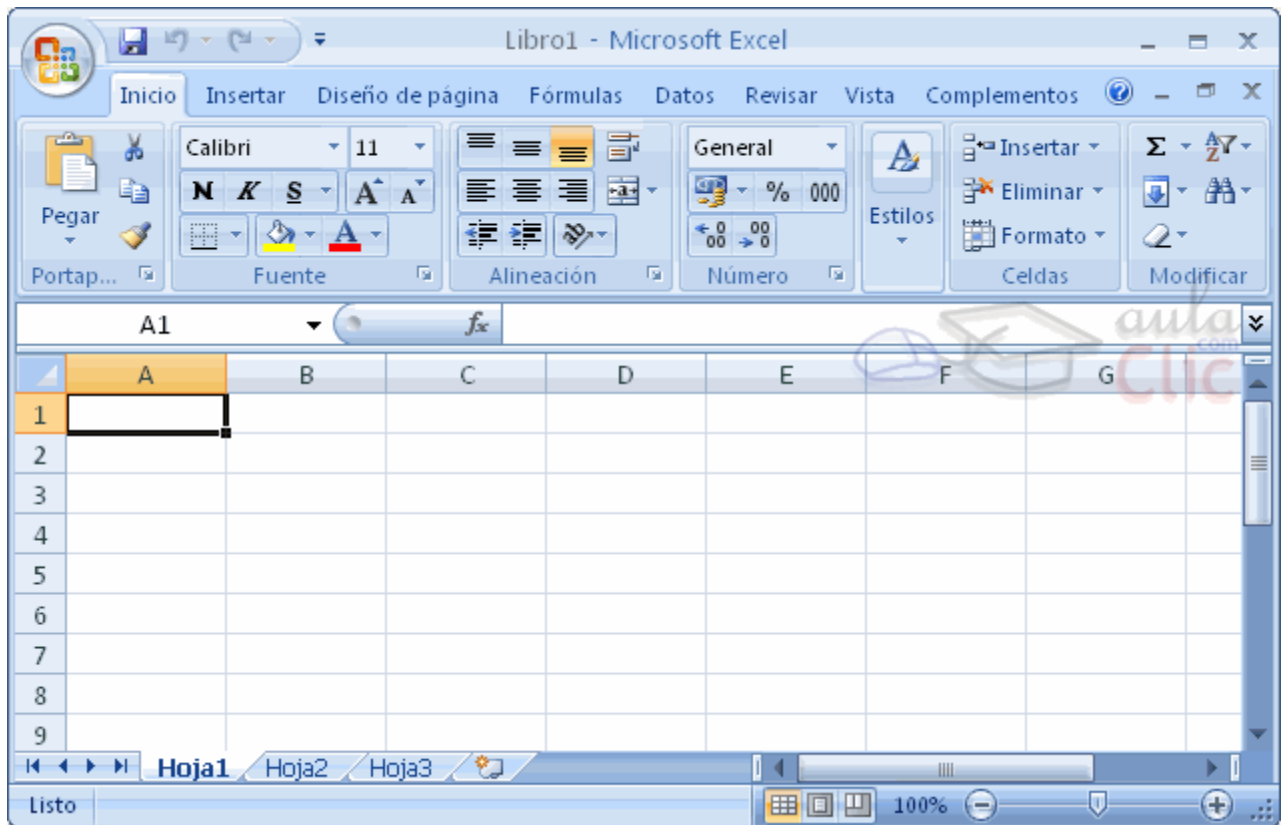 Libro1 - Microsoft Excel
Inicio Insertar Diseño de página Fórmulas Datos Revisar Vista Complementos
Calibri 11 General Insertar Σ
Pegar N K S A A % 000 Estilos Eliminar
A Formato
Portap... Fuente Alineación Número Celdas Modificar
A1 fx
aula
.com
Clic
A B C D E F G
1
2
3
4
5
6
7
8
9
Hoja1 Hoja2 Hoja3
Listo 100%